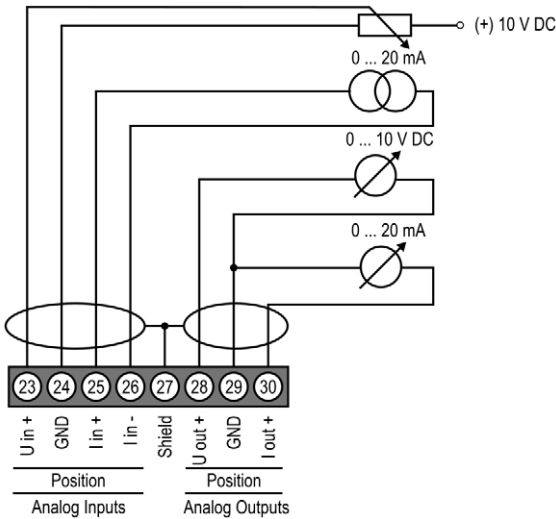 (+) 10 V DC
0 ... 20 mA
0 ... 10 V DC
0 ... 20 mA
23 24 25 26 27 28 29 30
U in +
GND
I in +
I in -
Shield
U out +
GND
I out +
Position
Position
Analog Inputs
Analog Outputs